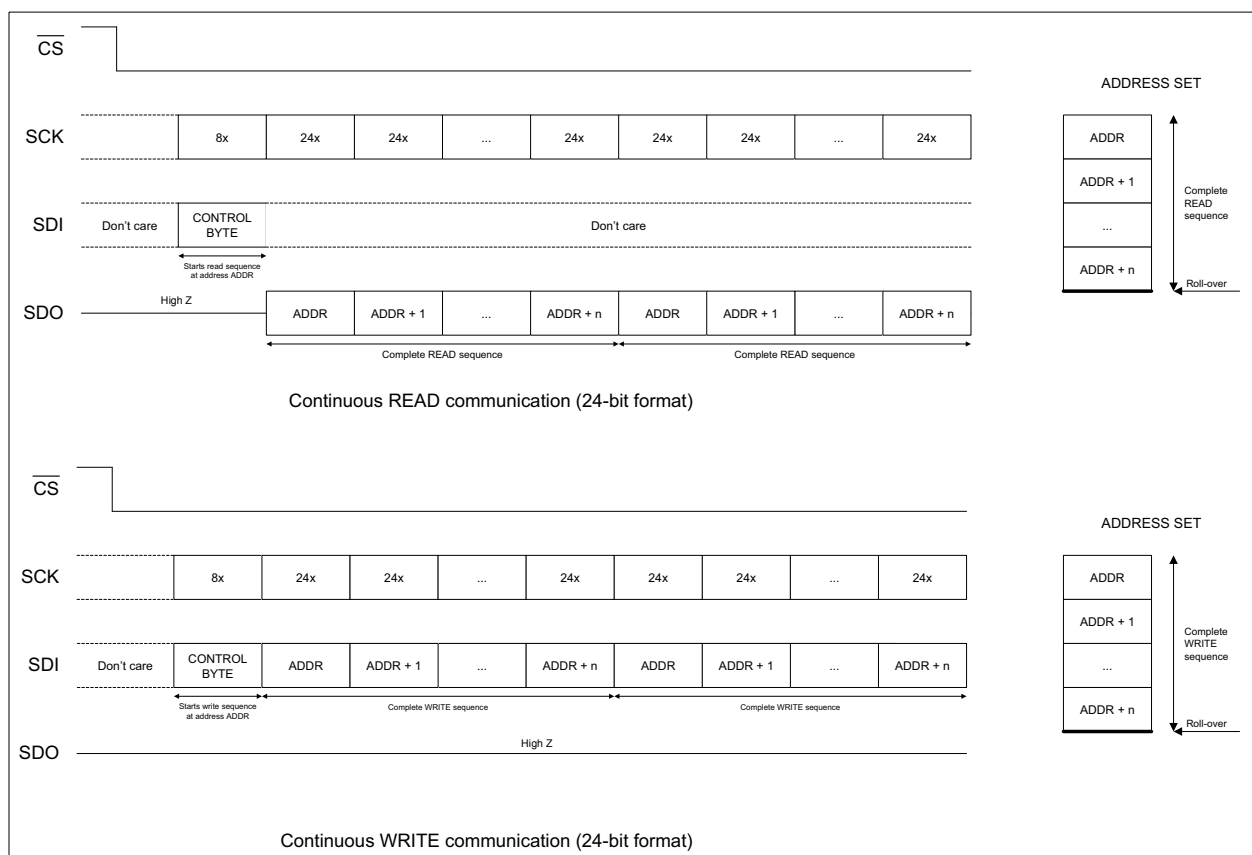 CS
ADDRESS SET
SCK
8x 24x 24x ... 24x 24x 24x ... 24x
ADDR
ADDR + 1
...
ADDR + n
Complete
READ
sequence
Roll-over
SDI
Don't care
CONTROL
BYTE
Don't care
Starts read sequence
at address ADDR
High Z
SDO
ADDR ADDR + 1 ... ADDR + n ADDR ADDR + 1 ... ADDR + n
Complete READ sequence Complete READ sequence
Continuous READ communication (24-bit format)
CS
ADDRESS SET
SCK
8x 24x 24x ... 24x 24x 24x ... 24x
ADDR
ADDR + 1
...
ADDR + n
Complete
WRITE
sequence
Roll-over
SDI
Don't care
CONTROL
BYTE
ADDR ADDR + 1 ... ADDR + n ADDR ADDR + 1 ... ADDR + n
Starts write sequence
at address ADDR
Complete WRITE sequence Complete WRITE sequence
High Z
SDO
Continuous WRITE communication (24-bit format)